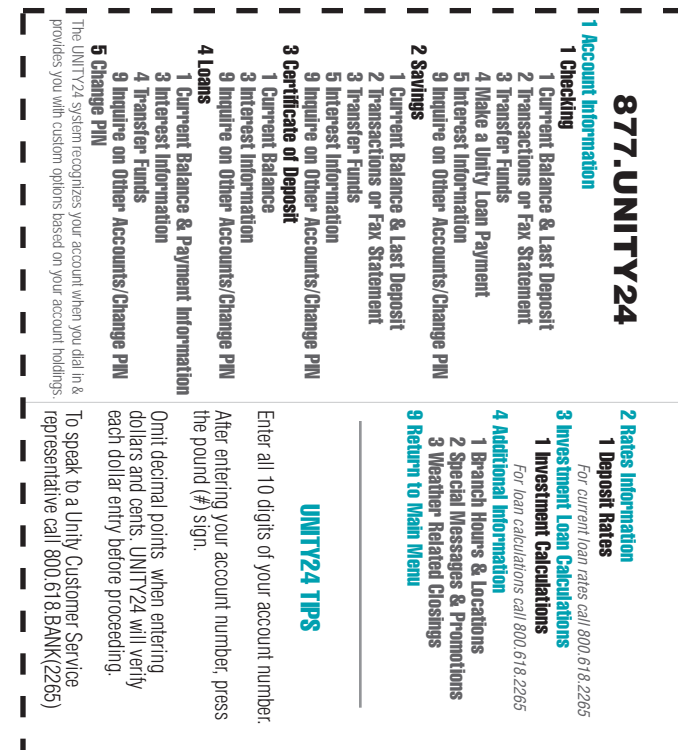 877.UNITY24
1 Account Information
1 Checking
1 Current Balance & Last Deposit
2 Transactions or Fax Statement
3 Transfer Funds
4 Make a Unity Loan Payment
5 Interest Information
9 Inquire on Other Accounts/Change PIN
2 Savings
1 Current Balance & Last Deposit
2 Transactions or Fax Statement
3 Transfer Funds
5 Interest Information
9 Inquire on Other Accounts/Change PIN
3 Certificate of Deposit
1 Current Balance
3 Interest Information
9 Inquire on Other Accounts/Change PIN
4 Loans
1 Current Balance & Payment Information
3 Interest Information
4 Transfer Funds
9 Inquire on Other Accounts/Change PIN
5 Change PIN
The UNITY24 system recognizes your account when you dial in &
provides you with custom options based on your account holdings.
2 Rates Information
1 Deposit Rates
For current loan rates call 800.618.2265
3 Investment Loan Calculations
1 Investment Calculations
For loan calculations call 800.618.2265
4 Additional Information
1 Branch Hours & Locations
2 Special Messages & Promotions
3 Weather Related Closings
9 Return to Main Menu
UNITY24 TIPS
Enter all 10 digits of your account number.
After entering your account number, press
the pound (#) sign.
Omit decimal points when entering
dollars and cents. UNITY24 will verify
each dollar entry before proceeding.
To speak to a Unity Customer Service
representative call 800.618.BANK(2265)